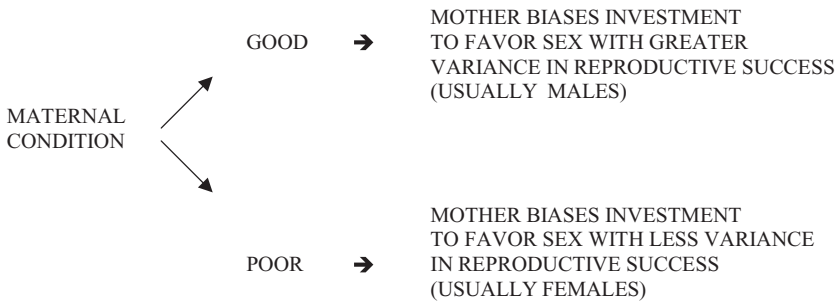 MOTHER BIASES INVESTMENT
GOOD ➔ TO FAVOR SEX WITH GREATER
VARIANCE IN REPRODUCTIVE SUCCESS
(USUALLY MALES)
MATERNAL
CONDITION
MOTHER BIASES INVESTMENT
TO FAVOR SEX WITH LESS VARIANCE
POOR ➔ IN REPRODUCTIVE SUCCESS
(USUALLY FEMALES)